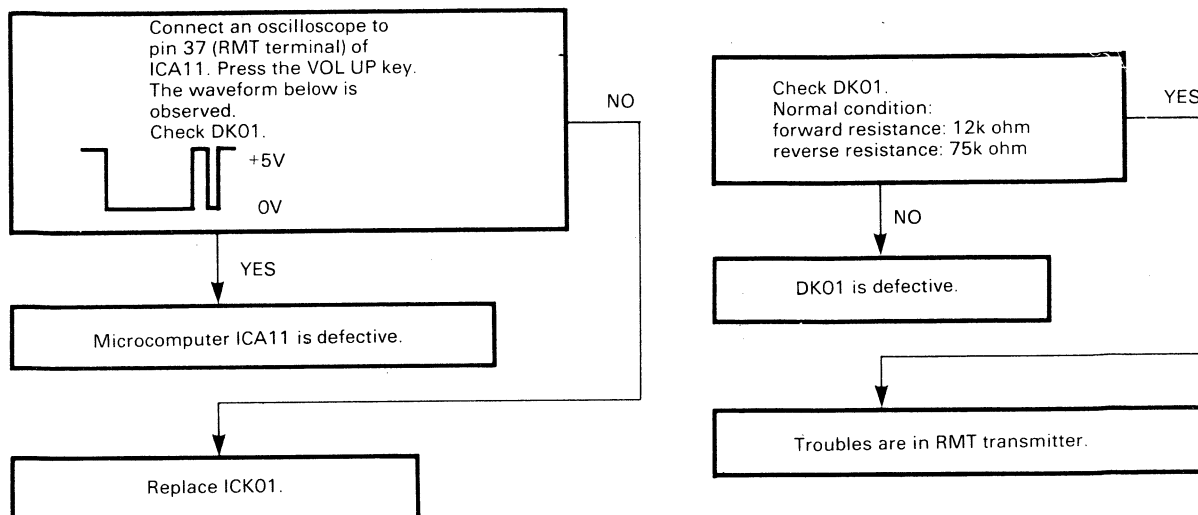 Connect an oscilloscope to
pin 37 (RMT terminal) of
ICA11. Press the VOL UP key.
The waveform below is
observed.
Check DK01.
+5V
0V
NO
YES
Microcomputer ICA11 is defective.
Replace ICK01.
Check DK01.
Normal condition:
forward resistance: 12k ohm
reverse resistance: 75k ohm
YES
NO
DK01 is defective.
Troubles are in RMT transmitter.